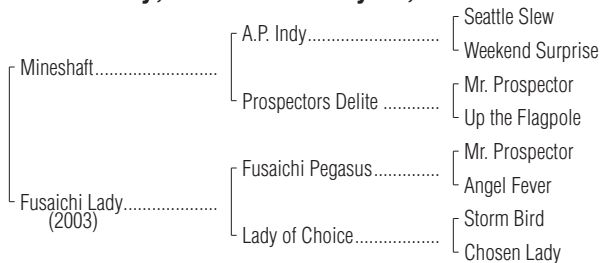 Seattle Slew
A.P. Indy
Weekend Surprise
Mineshaft
Mr. Prospector
Prospectors Delite
Up the Flagpole
Mr. Prospector
Fusaichi Pegasus
Angel Fever
Fusaichi Lady
(2003)
Storm Bird
Lady of Choice
Chosen Lady